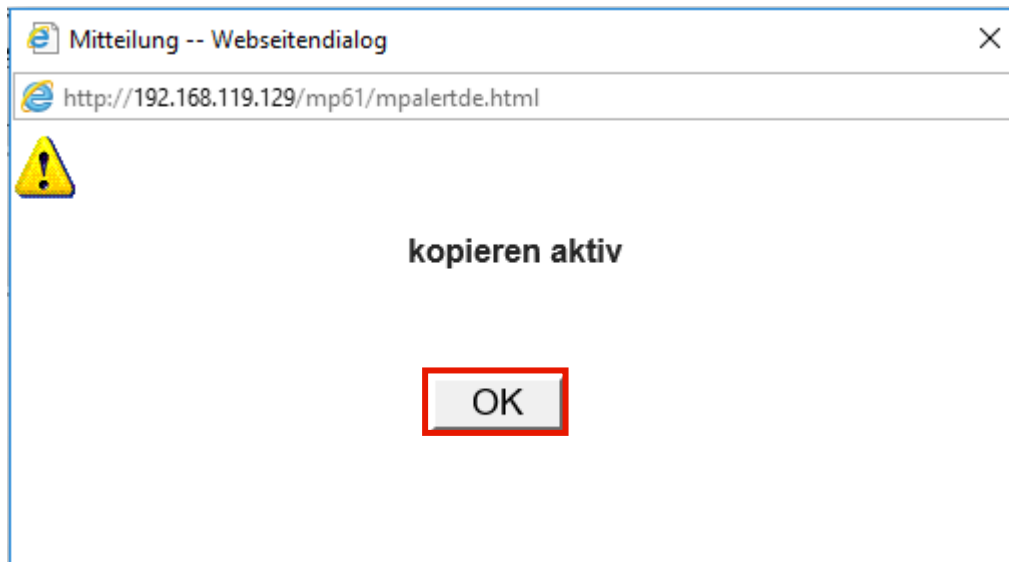 Mitteilung -- Webseitendialog
http://192.168.119.129/mp61/mpalertde.html
kopieren aktiv
OK